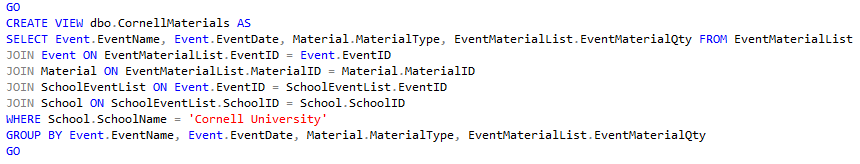 GO
CREATE VIEW dbo.CornellMaterials AS
SELECT Event.EventName, Event.EventDate, Material.MaterialType, EventMaterialList.EventMaterialQty FROM EventMaterialList
JOIN Event ON EventMaterialList.EventID = Event.EventID
JOIN Material ON EventMaterialList.MaterialID = Material.MaterialID
JOIN SchoolEventList ON Event.EventID = SchoolEventList.EventID
JOIN School ON SchoolEventList.SchoolID = School.SchoolID
WHERE School.SchoolName = 'Cornell University'
GROUP BY Event.EventName, Event.EventDate, Material.MaterialType, EventMaterialList.EventMaterialQty
GO